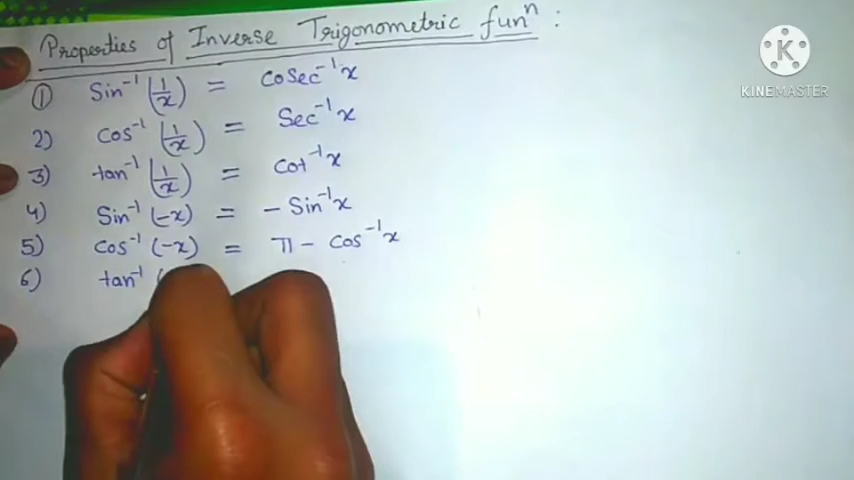 Properties of Inverse Trigonometric funⁿ :
① Sin⁻¹ (1/x) = coSec⁻¹x
2) cos⁻¹ (1/x) = Sec⁻¹x
3) tan⁻¹ (1/x) = cot⁻¹x
4) Sin⁻¹ (-x) = - Sin⁻¹x
5) cos⁻¹ (-x) = π - cos⁻¹x
6) tan⁻¹ (
K
KINEMASTER